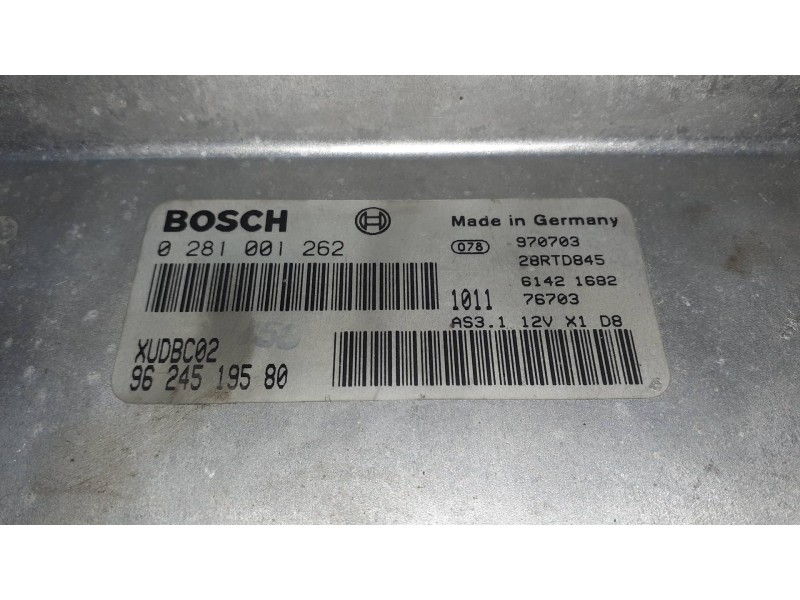 BOSCH Made in Germany
0 281 001 262 078 970703
28RTD845
6142 1682
1011 76703
AS3.1 12V X1 D8
XUDBC02
96 245 195 80